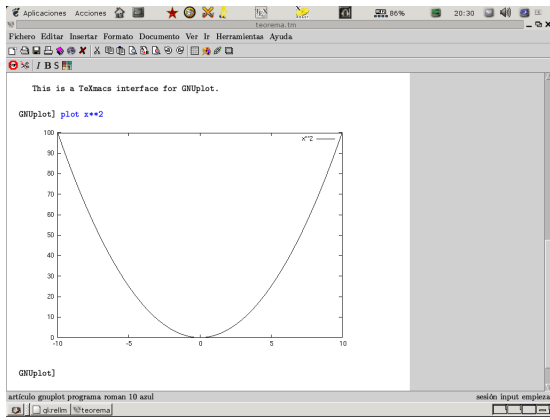 Aplicaciones Acciones 86% 20:30
teorema.tm
Fichero Editar Insertar Formato Documento Ver Ir Herramientas Ayuda
I B S
This is a TeXmacs interface for GNUplot.
GNUplot] plot x**2
x**2
100
90
80
70
60
50
40
30
20
10
0
-10 -5 0 5 10
GNUplot]
artículo gnuplot programa roman 10 azul sesión input empieza
gl:rellm teorema